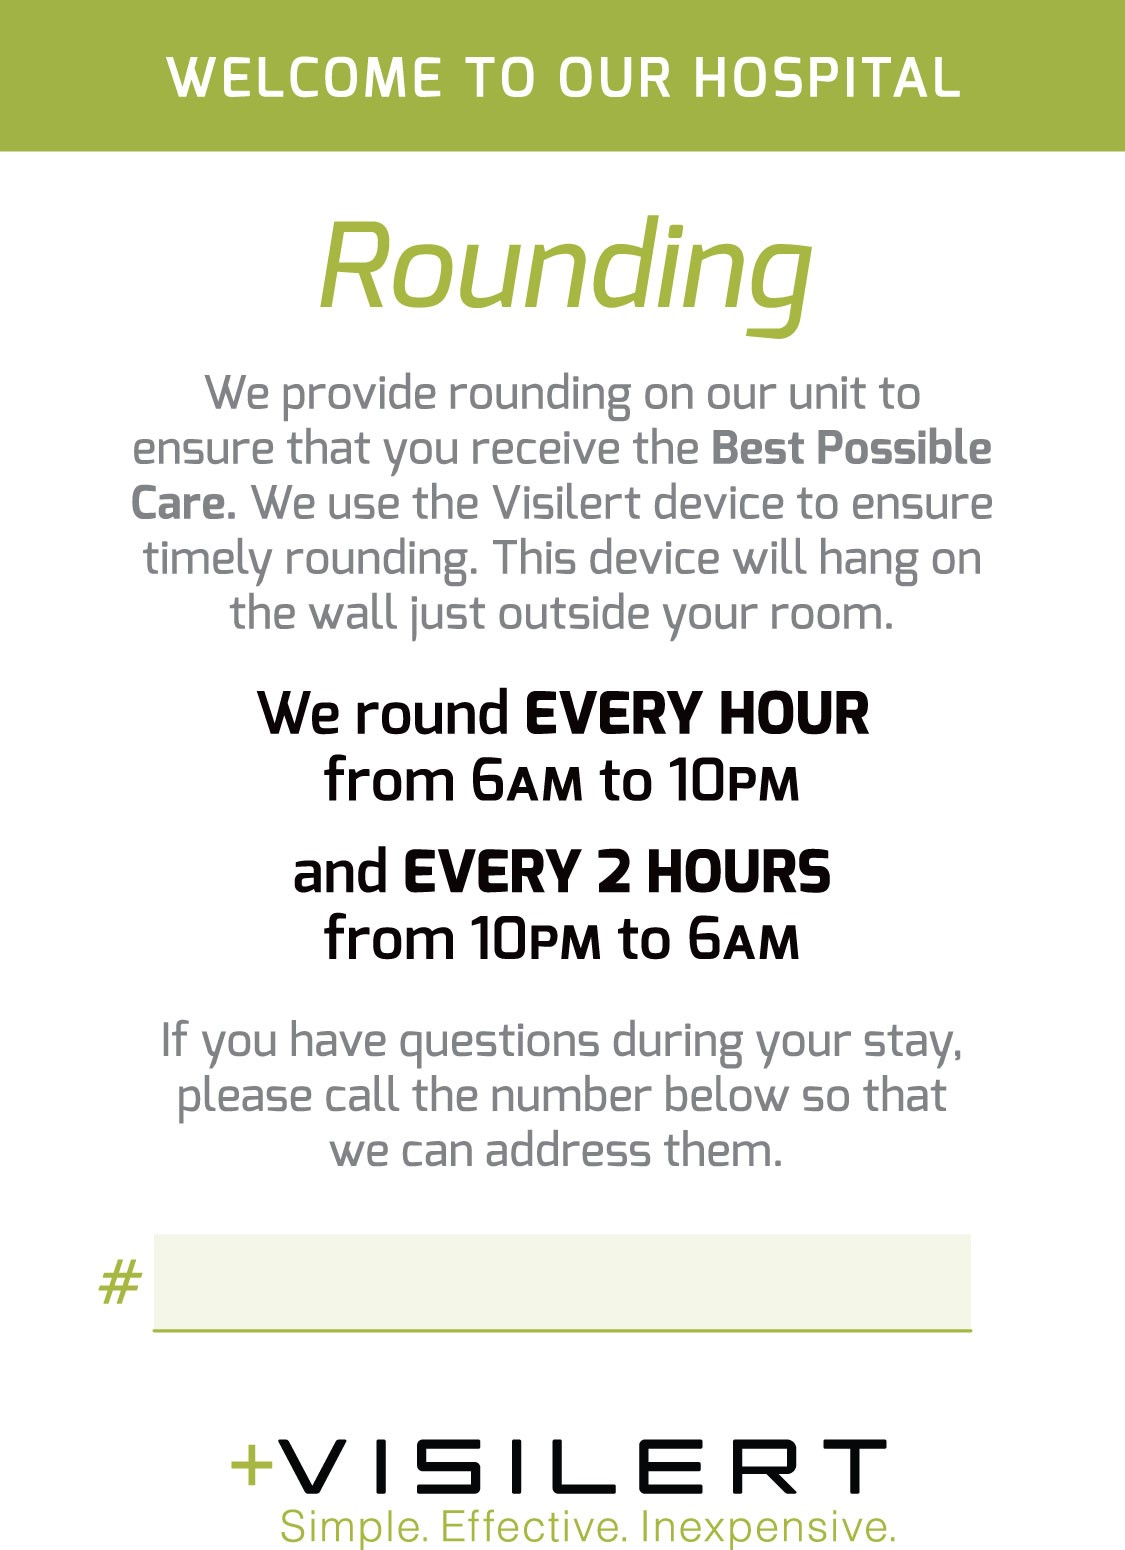 WELCOME TO OUR HOSPITAL
Rounding
We provide rounding on our unit to
ensure that you receive the Best Possible
Care. We use the Visilert device to ensure
timely rounding. This device will hang on
the wall just outside your room.
We round EVERY HOUR
from 6AM to 10PM
and EVERY 2 HOURS
from 10PM to 6AM
If you have questions during your stay,
please call the number below so that
we can address them.
#
+VISILERT
Simple. Effective. Inexpensive.